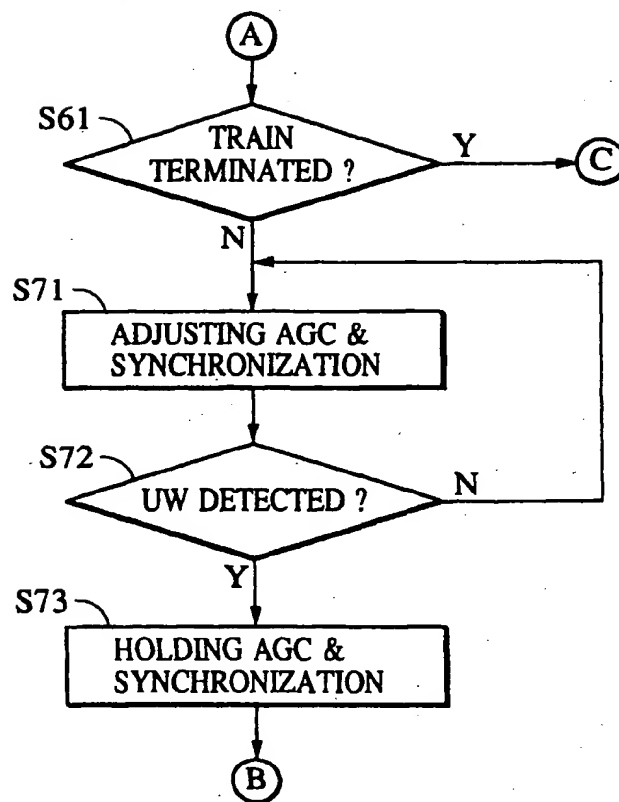 A
S61
TRAIN
TERMINATED ?
Y
C
N
S71
ADJUSTING AGC &
SYNCHRONIZATION
S72
UW DETECTED ?
N
Y
S73
HOLDING AGC &
SYNCHRONIZATION
B